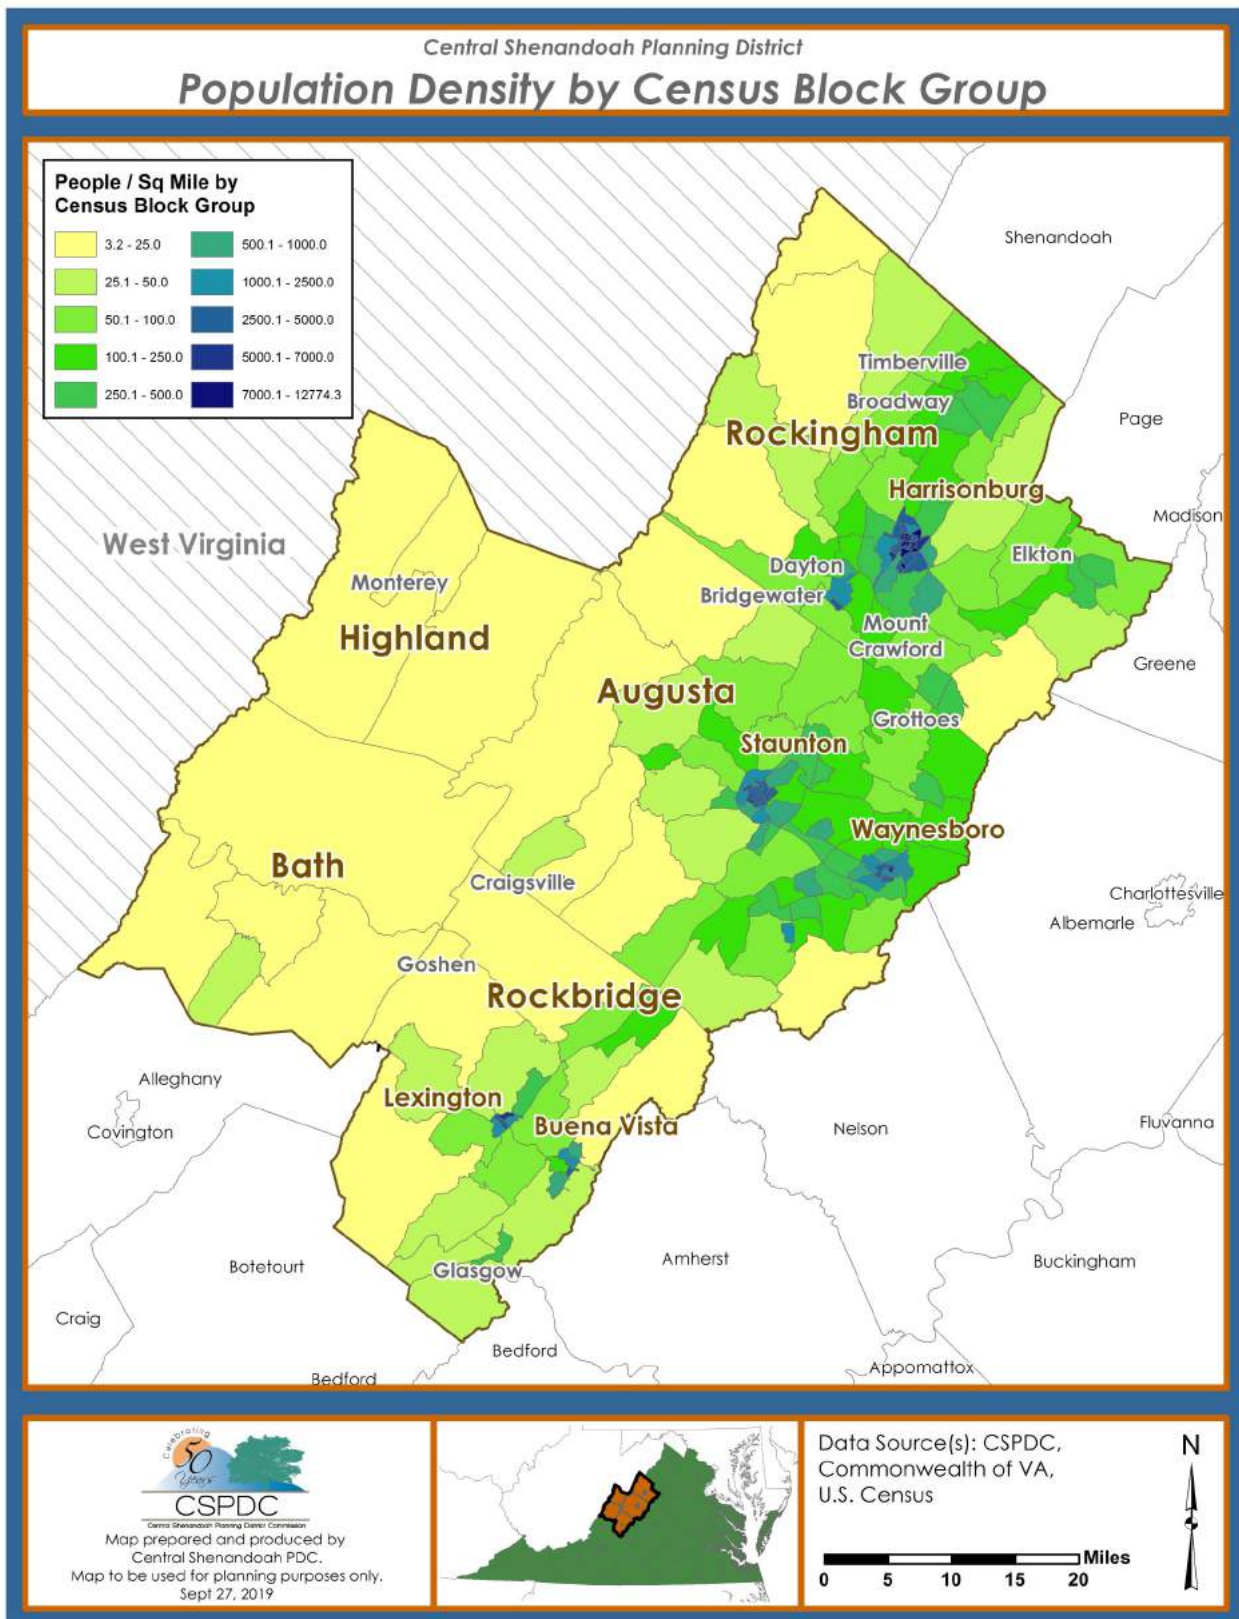 Central Shenandoah Planning District
Population Density by Census Block Group
People / Sq Mile by
Census Block Group
3.2 - 25.0
500.1 - 1000.0
25.1 - 50.0
1000.1 - 2500.0
50.1 - 100.0
2500.1 - 5000.0
100.1 - 250.0
5000.1 - 7000.0
250.1 - 500.0
7000.1 - 12774.3
Shenandoah
Timberville
Broadway
Page
Rockingham
Harrisonburg
Madison
West Virginia
Elkton
Dayton
Monterey
Bridgewater
Mount
Crawford
Highland
Greene
Augusta
Grottoes
Staunton
Waynesboro
Bath
Craigsville
Charlottesville
Albemarle
Goshen
Rockbridge
Alleghany
Lexington
Buena Vista
Covington
Nelson
Fluvanna
Botetourt
Amherst
Buckingham
Glasgow
Craig
Bedford
Appomattox
Bedford
Celebrating
50
Years
CSPDC
Central Shenandoah Planning District Commission
Map prepared and produced by
Central Shenandoah PDC.
Map to be used for planning purposes only.
Sept 27, 2019
Data Source(s): CSPDC,
Commonwealth of VA,
U.S. Census
N
Miles
0 5 10 15 20